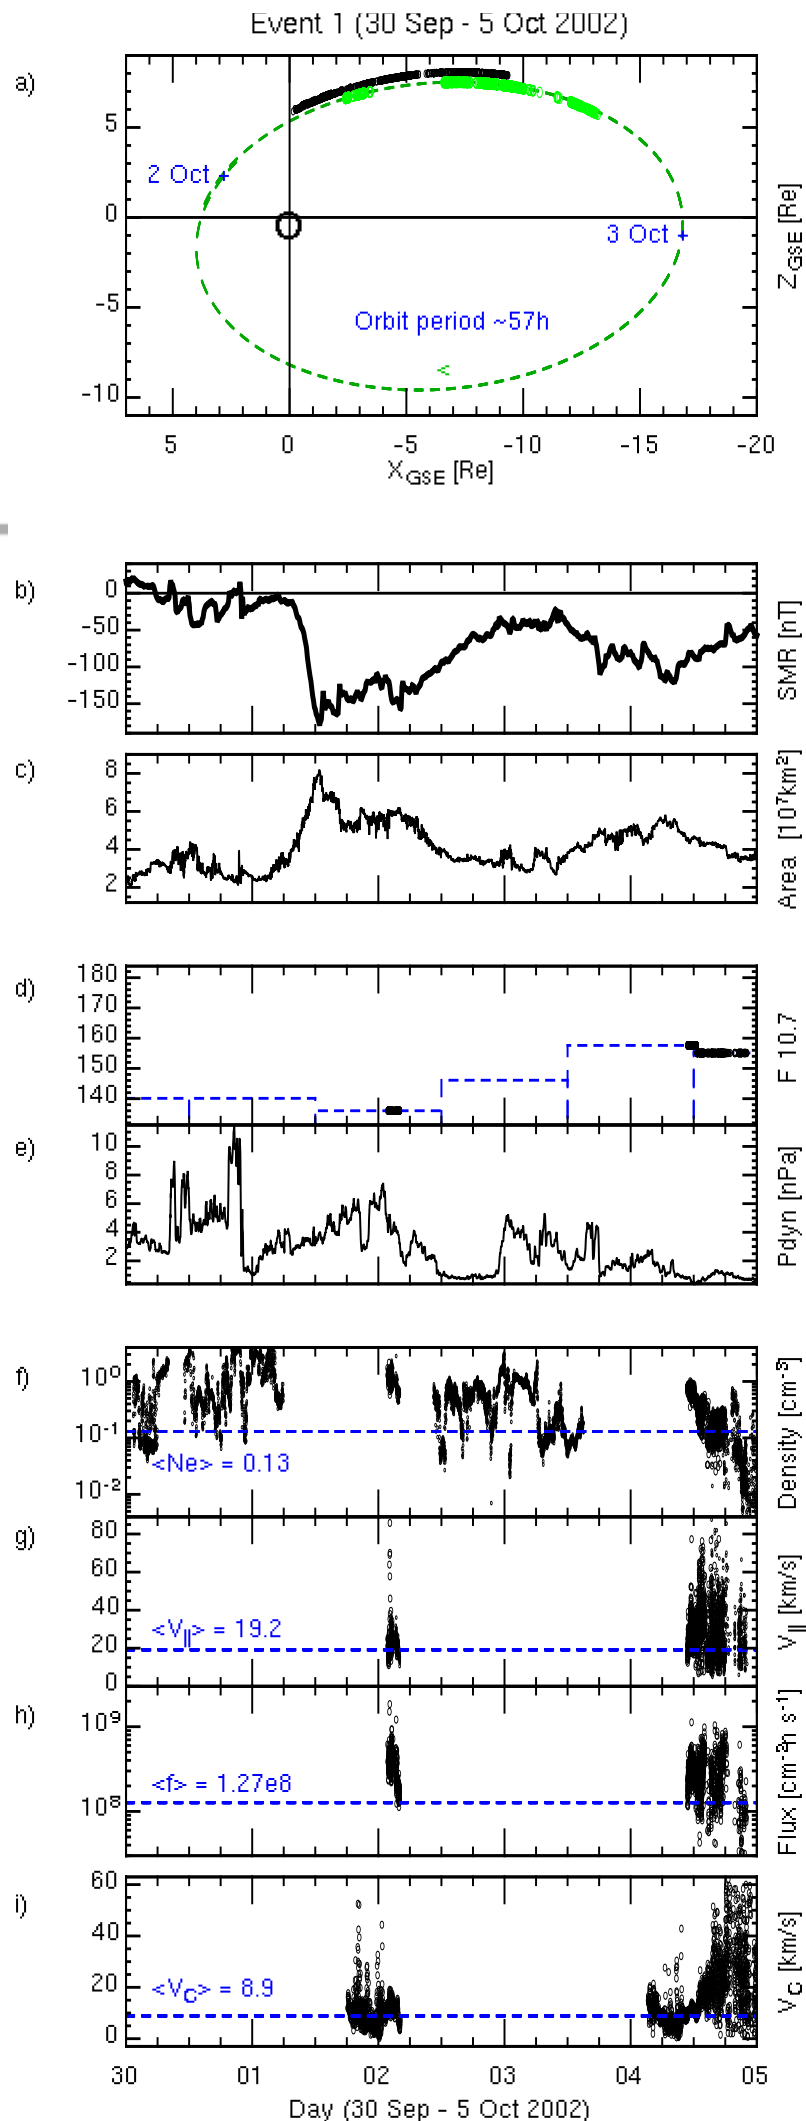 Event 1 (30 Sep - 5 Oct 2002)
a)
5
0
-5
-10
2 Oct
3 Oct
Orbit period ~57h
<
Z_GSE [Re]
5 0 -5 -10 -15 -20
X_GSE [Re]
b)
0
-50
-100
-150
SMR [nT]
c)
8
6
4
2
Area [10⁷km²]
d)
180
170
160
150
140
F 10.7
e)
10
8
6
4
2
Pdyn [nPa]
f)
10⁰
10⁻¹
10⁻²
<Ne> = 0.13
Density [cm⁻³]
g)
80
60
40
20
0
<V_||> = 19.2
V_|| [km/s]
h)
10⁹
10⁸
<f> = 1.27e8
i)
60
40
20
0
<V_C> = 8.9
V_C [km/s]
30 01 02 03 04 05
Day (30 Sep - 5 Oct 2002)